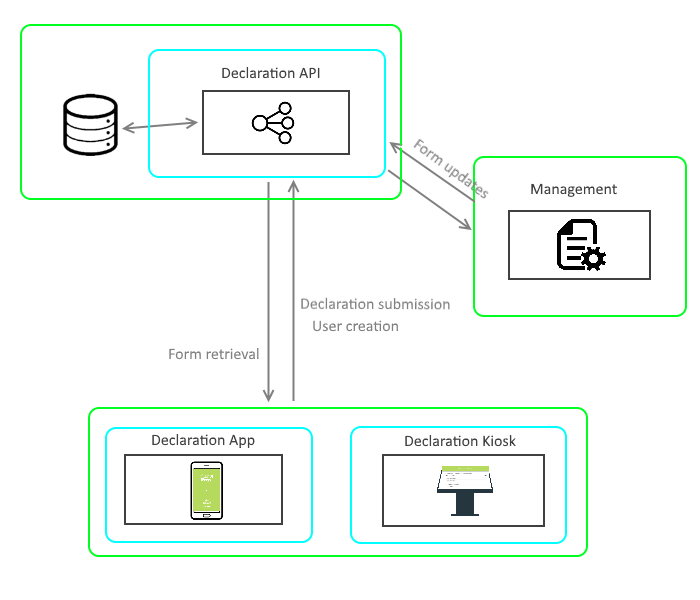 Declaration API
Form updates
Management
Declaration submission
User creation
Form retrieval
Declaration App
Declaration Kiosk